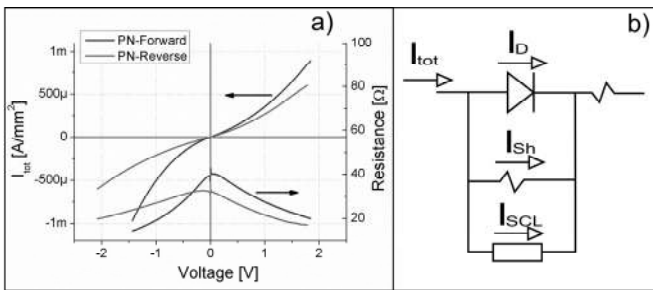 a)
PN-Forward
PN-Reverse
1m
500µ
0
-500µ
-1m
I_tot [A/mm²]
100
80
60
40
20
Resistance [Ω]
-2 -1 0 1 2
Voltage [V]
b)
I_tot
I_D
I_Sh
I_SCL